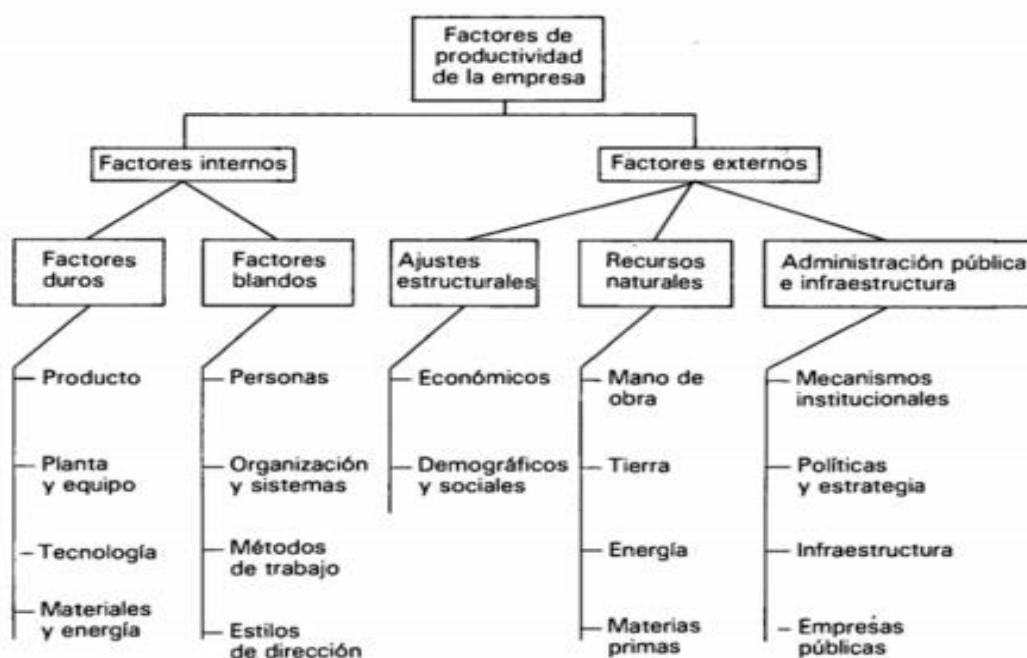 Factores de
productividad
de la empresa
Factores internos
Factores externos
Factores
duros
Factores
blandos
Ajustes
estructurales
Recursos
naturales
Administración pública
e infraestructura
Producto
Planta
y equipo
Tecnología
Materiales
y energía
Personas
Organización
y sistemas
Métodos
de trabajo
Estilos
de dirección
Económicos
Demográficos
y sociales
Mano de
obra
Tierra
Energía
Materias
primas
Mecanismos
institucionales
Políticas
y estrategia
Infraestructura
Empresas
públicas